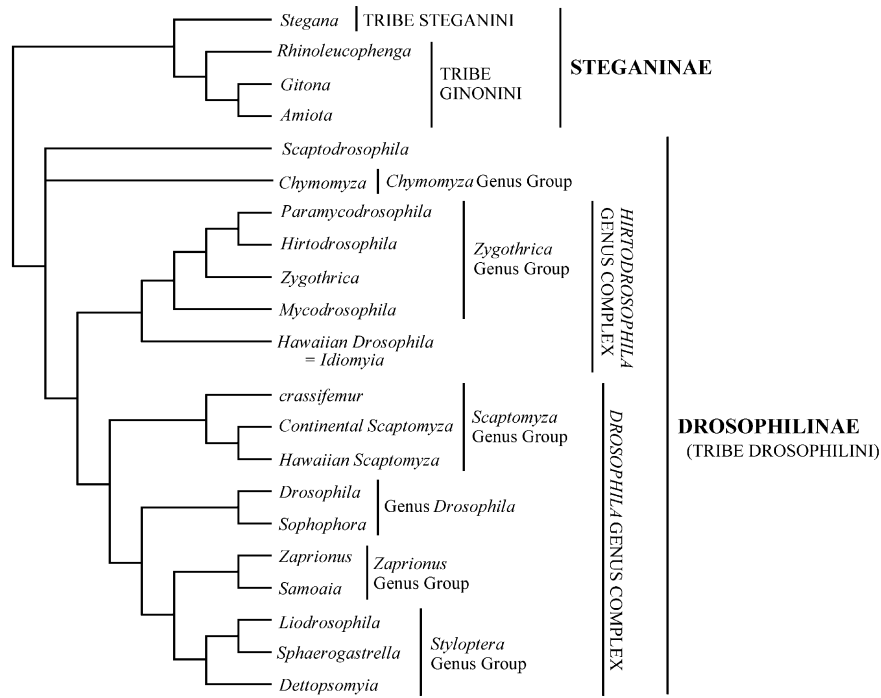 Stegana
TRIBE STEGANINI
Rhinoleucophenga
Gitona
Amiota
TRIBE
GINONINI
STEGANINAE
Scaptodrosophila
Chymomyza
Chymomyza Genus Group
Paramycodrosophila
Hirtodrosophila
Zygothrica
Mycodrosophila
Zygothrica
Genus Group
Hawaiian Drosophila
= Idiomyia
HIRTODROSOPHILA
GENUS COMPLEX
crassifemur
Continental Scaptomyza
Hawaiian Scaptomyza
Scaptomyza
Genus Group
Drosophila
Sophophora
Genus Drosophila
Zaprionus
Samoaia
Zaprionus
Genus Group
Liodrosophila
Sphaerogastrella
Dettopsomyia
Styloptera
Genus Group
DROSOPHILA GENUS COMPLEX
DROSOPHILINAE
(TRIBE DROSOPHILINI)